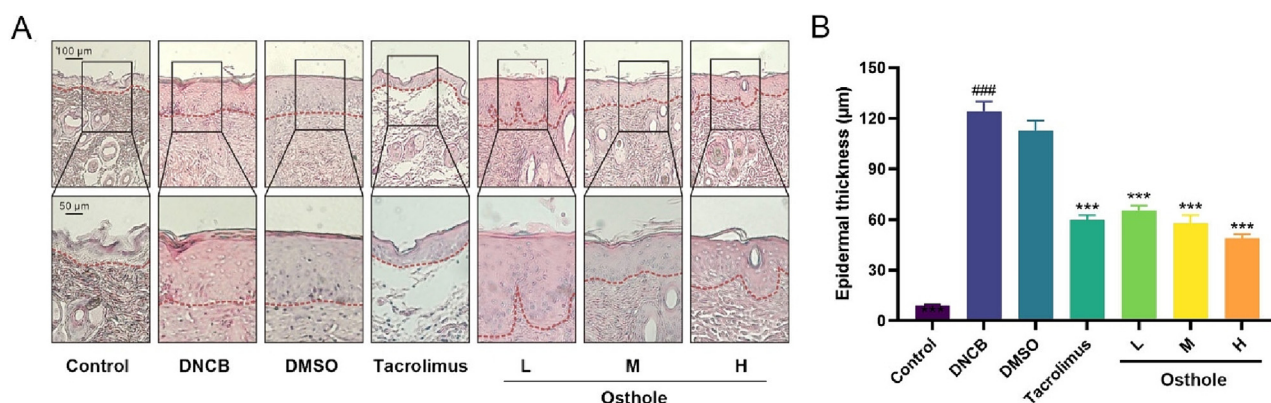 A
100 µm
50 µm
Control DNCB DMSO Tacrolimus L M H
Osthole
B
Epidermal thickness (µm)
150
120
90
60
30
0
###
***
***
***
***
***
Control
DNCB
DMSO
Tacrolimus
L
M
H
Osthole